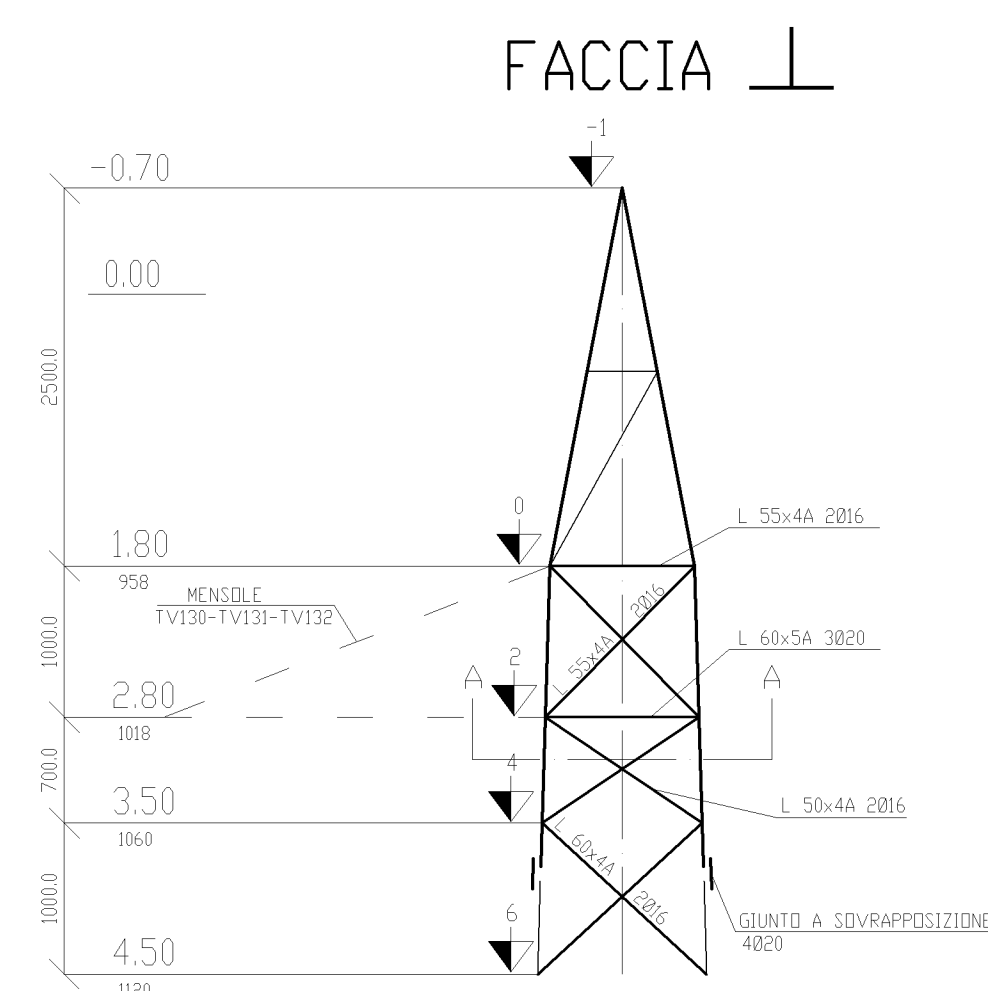 FACCIA ⊥
-1
-0.70
0.00
2500.0
0
L 55x4A 2Ø16
1.80
958
MENSOLE
TV130-TV131-TV132
1000.0
L 55x4A 2Ø16
L 60x5A 3Ø20
A
2
A
2.80
1018
700.0
4
L 50x4A 2Ø16
3.50
1060
L 60x4A 2Ø16
1000.0
6
GIUNTO A SOVRAPPOSIZIONE
4Ø20
4.50
1120